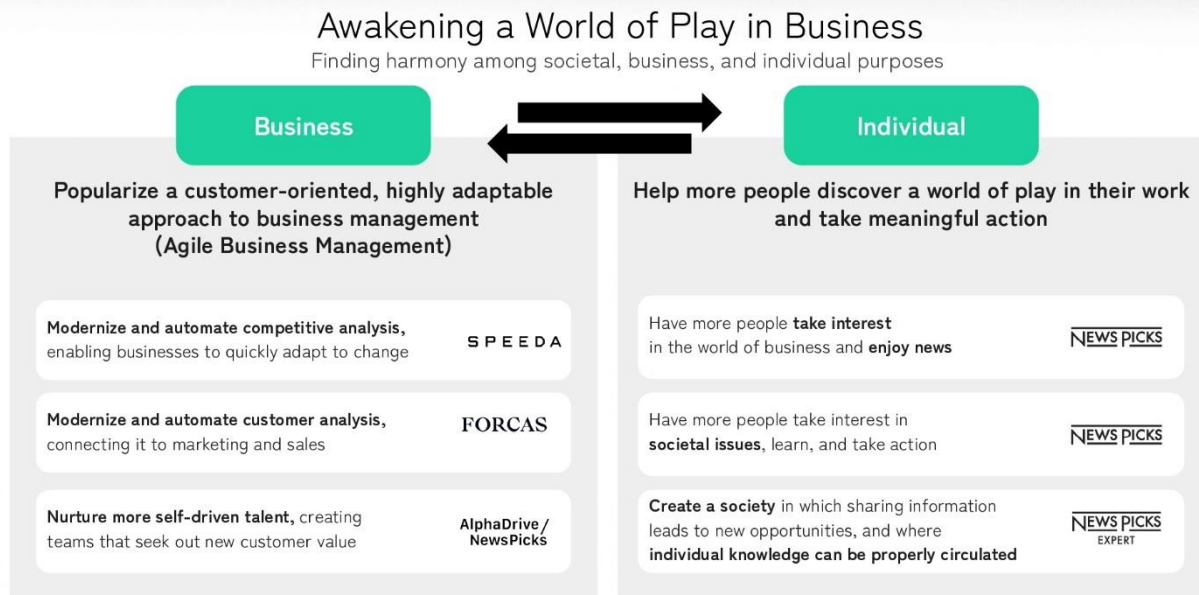 Awakening a World of Play in Business
Finding harmony among societal, business, and individual purposes
Business
Popularize a customer-oriented, highly adaptable
approach to business management
(Agile Business Management)
Modernize and automate competitive analysis,
enabling businesses to quickly adapt to change
SPEEDA
Modernize and automate customer analysis,
connecting it to marketing and sales
FORCAS
Nurture more self-driven talent, creating
teams that seek out new customer value
AlphaDrive/
NewsPicks
Individual
Help more people discover a world of play in their work
and take meaningful action
Have more people take interest
in the world of business and enjoy news
NEWS PICKS
Have more people take interest in
societal issues, learn, and take action
NEWS PICKS
Create a society in which sharing information
leads to new opportunities, and where
individual knowledge can be properly circulated
NEWS PICKS
EXPERT